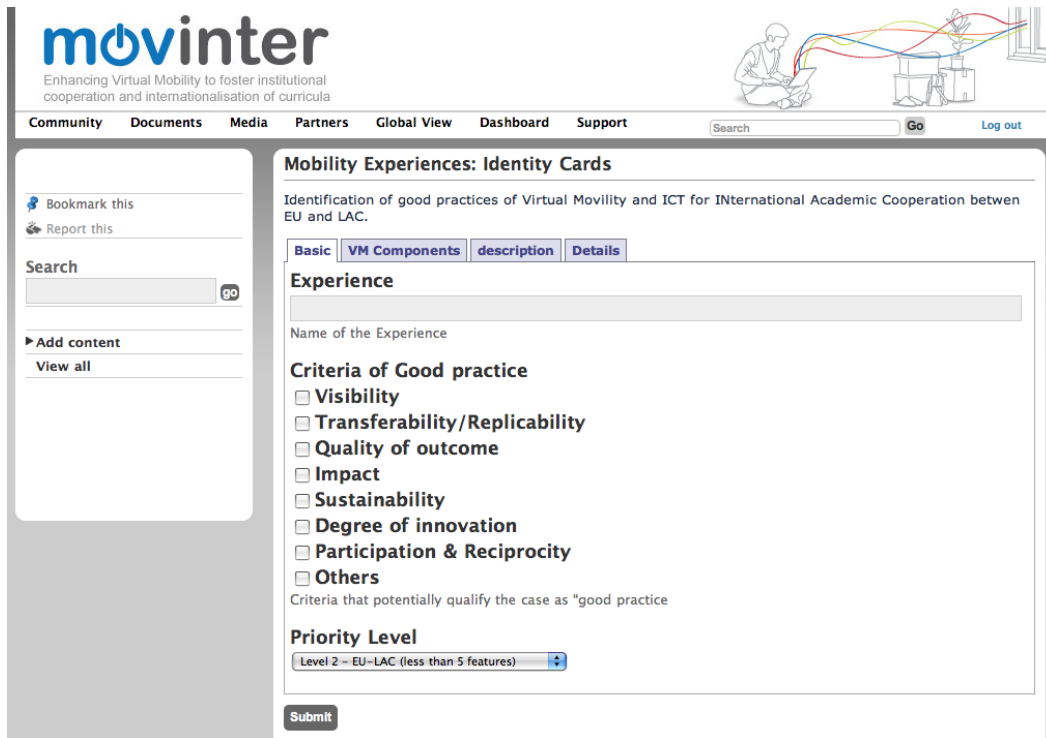 movinter
Enhancing Virtual Mobility to foster institutional
cooperation and internationalisation of curricula
Community Documents Media Partners Global View Dashboard Support Search Go Log out
Bookmark this
Report this
Search
go
Add content
View all
Mobility Experiences: Identity Cards
Identification of good practices of Virtual Movility and ICT for INternational Academic Cooperation betwen
EU and LAC.
Basic VM Components description Details
Experience
Name of the Experience
Criteria of Good practice
Visibility
Transferability/Replicability
Quality of outcome
Impact
Sustainability
Degree of innovation
Participation & Reciprocity
Others
Criteria that potentially qualify the case as "good practice
Priority Level
Level 2 – EU-LAC (less than 5 features)
Submit